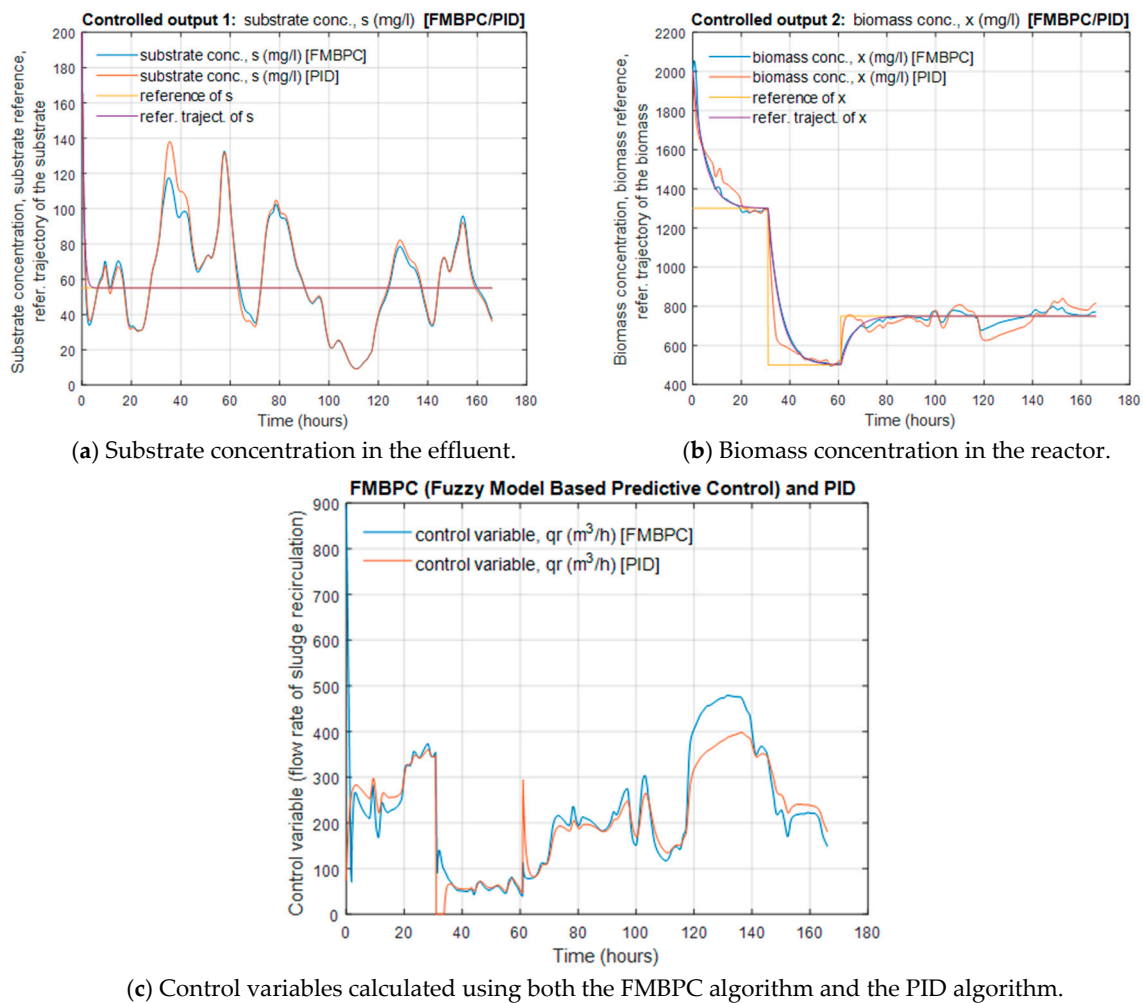 Controlled output 1: substrate conc., s (mg/l) [FMBPC/PID]
Substrate concentration, substrate reference,
refer. trajectory of the substrate
200
180
160
140
120
100
80
60
40
20
0
substrate conc., s (mg/l) [FMBPC]
substrate conc., s (mg/l) [PID]
reference of s
refer. traject. of s
0 20 40 60 80 100 120 140 160 180
Time (hours)
(a) Substrate concentration in the effluent.
Controlled output 2: biomass conc., x (mg/l) [FMBPC/PID]
Biomass concentration, biomass reference,
refer. trajectory of the biomass
2200
2000
1800
1600
1400
1200
1000
800
600
400
biomass conc., x (mg/l) [FMBPC]
biomass conc., x (mg/l) [PID]
reference of x
refer. traject. of x
0 20 40 60 80 100 120 140 160 180
Time (hours)
(b) Biomass concentration in the reactor.
FMBPC (Fuzzy Model Based Predictive Control) and PID
Control variable (flow rate of sludge recirculation)
900
800
700
600
500
400
300
200
100
0
control variable, qr (m³/h) [FMBPC]
control variable, qr (m³/h) [PID]
0 20 40 60 80 100 120 140 160 180
Time (hours)
(c) Control variables calculated using both the FMBPC algorithm and the PID algorithm.